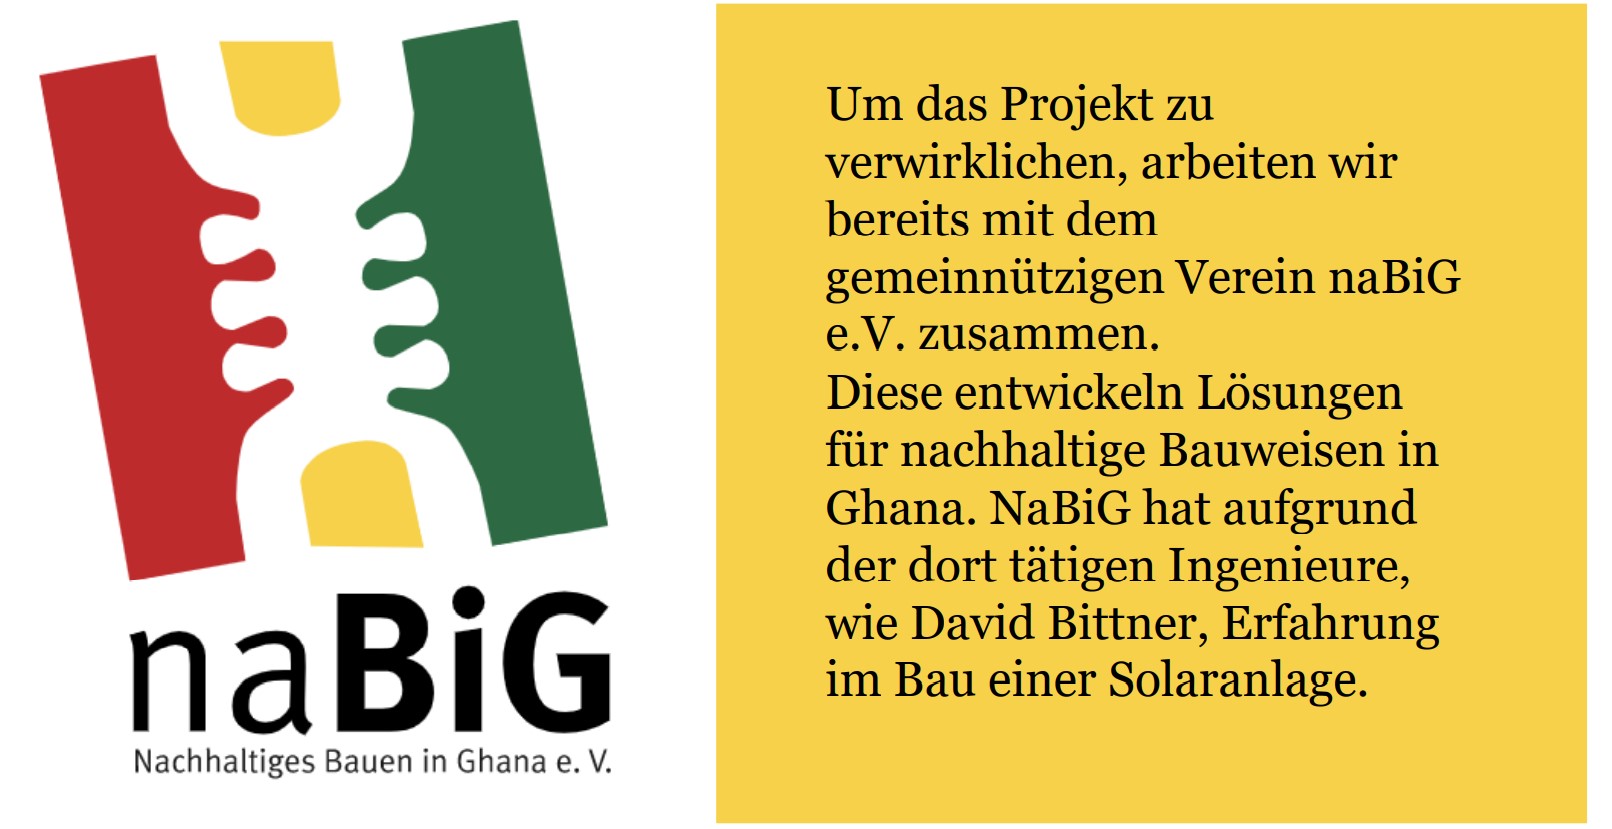 naBiG
Nachhaltiges Bauen in Ghana e. V.
Um das Projekt zu
verwirklichen, arbeiten wir
bereits mit dem
gemeinnützigen Verein naBiG
e.V. zusammen.
Diese entwickeln Lösungen
für nachhaltige Bauweisen in
Ghana. NaBiG hat aufgrund
der dort tätigen Ingenieure,
wie David Bittner, Erfahrung
im Bau einer Solaranlage.